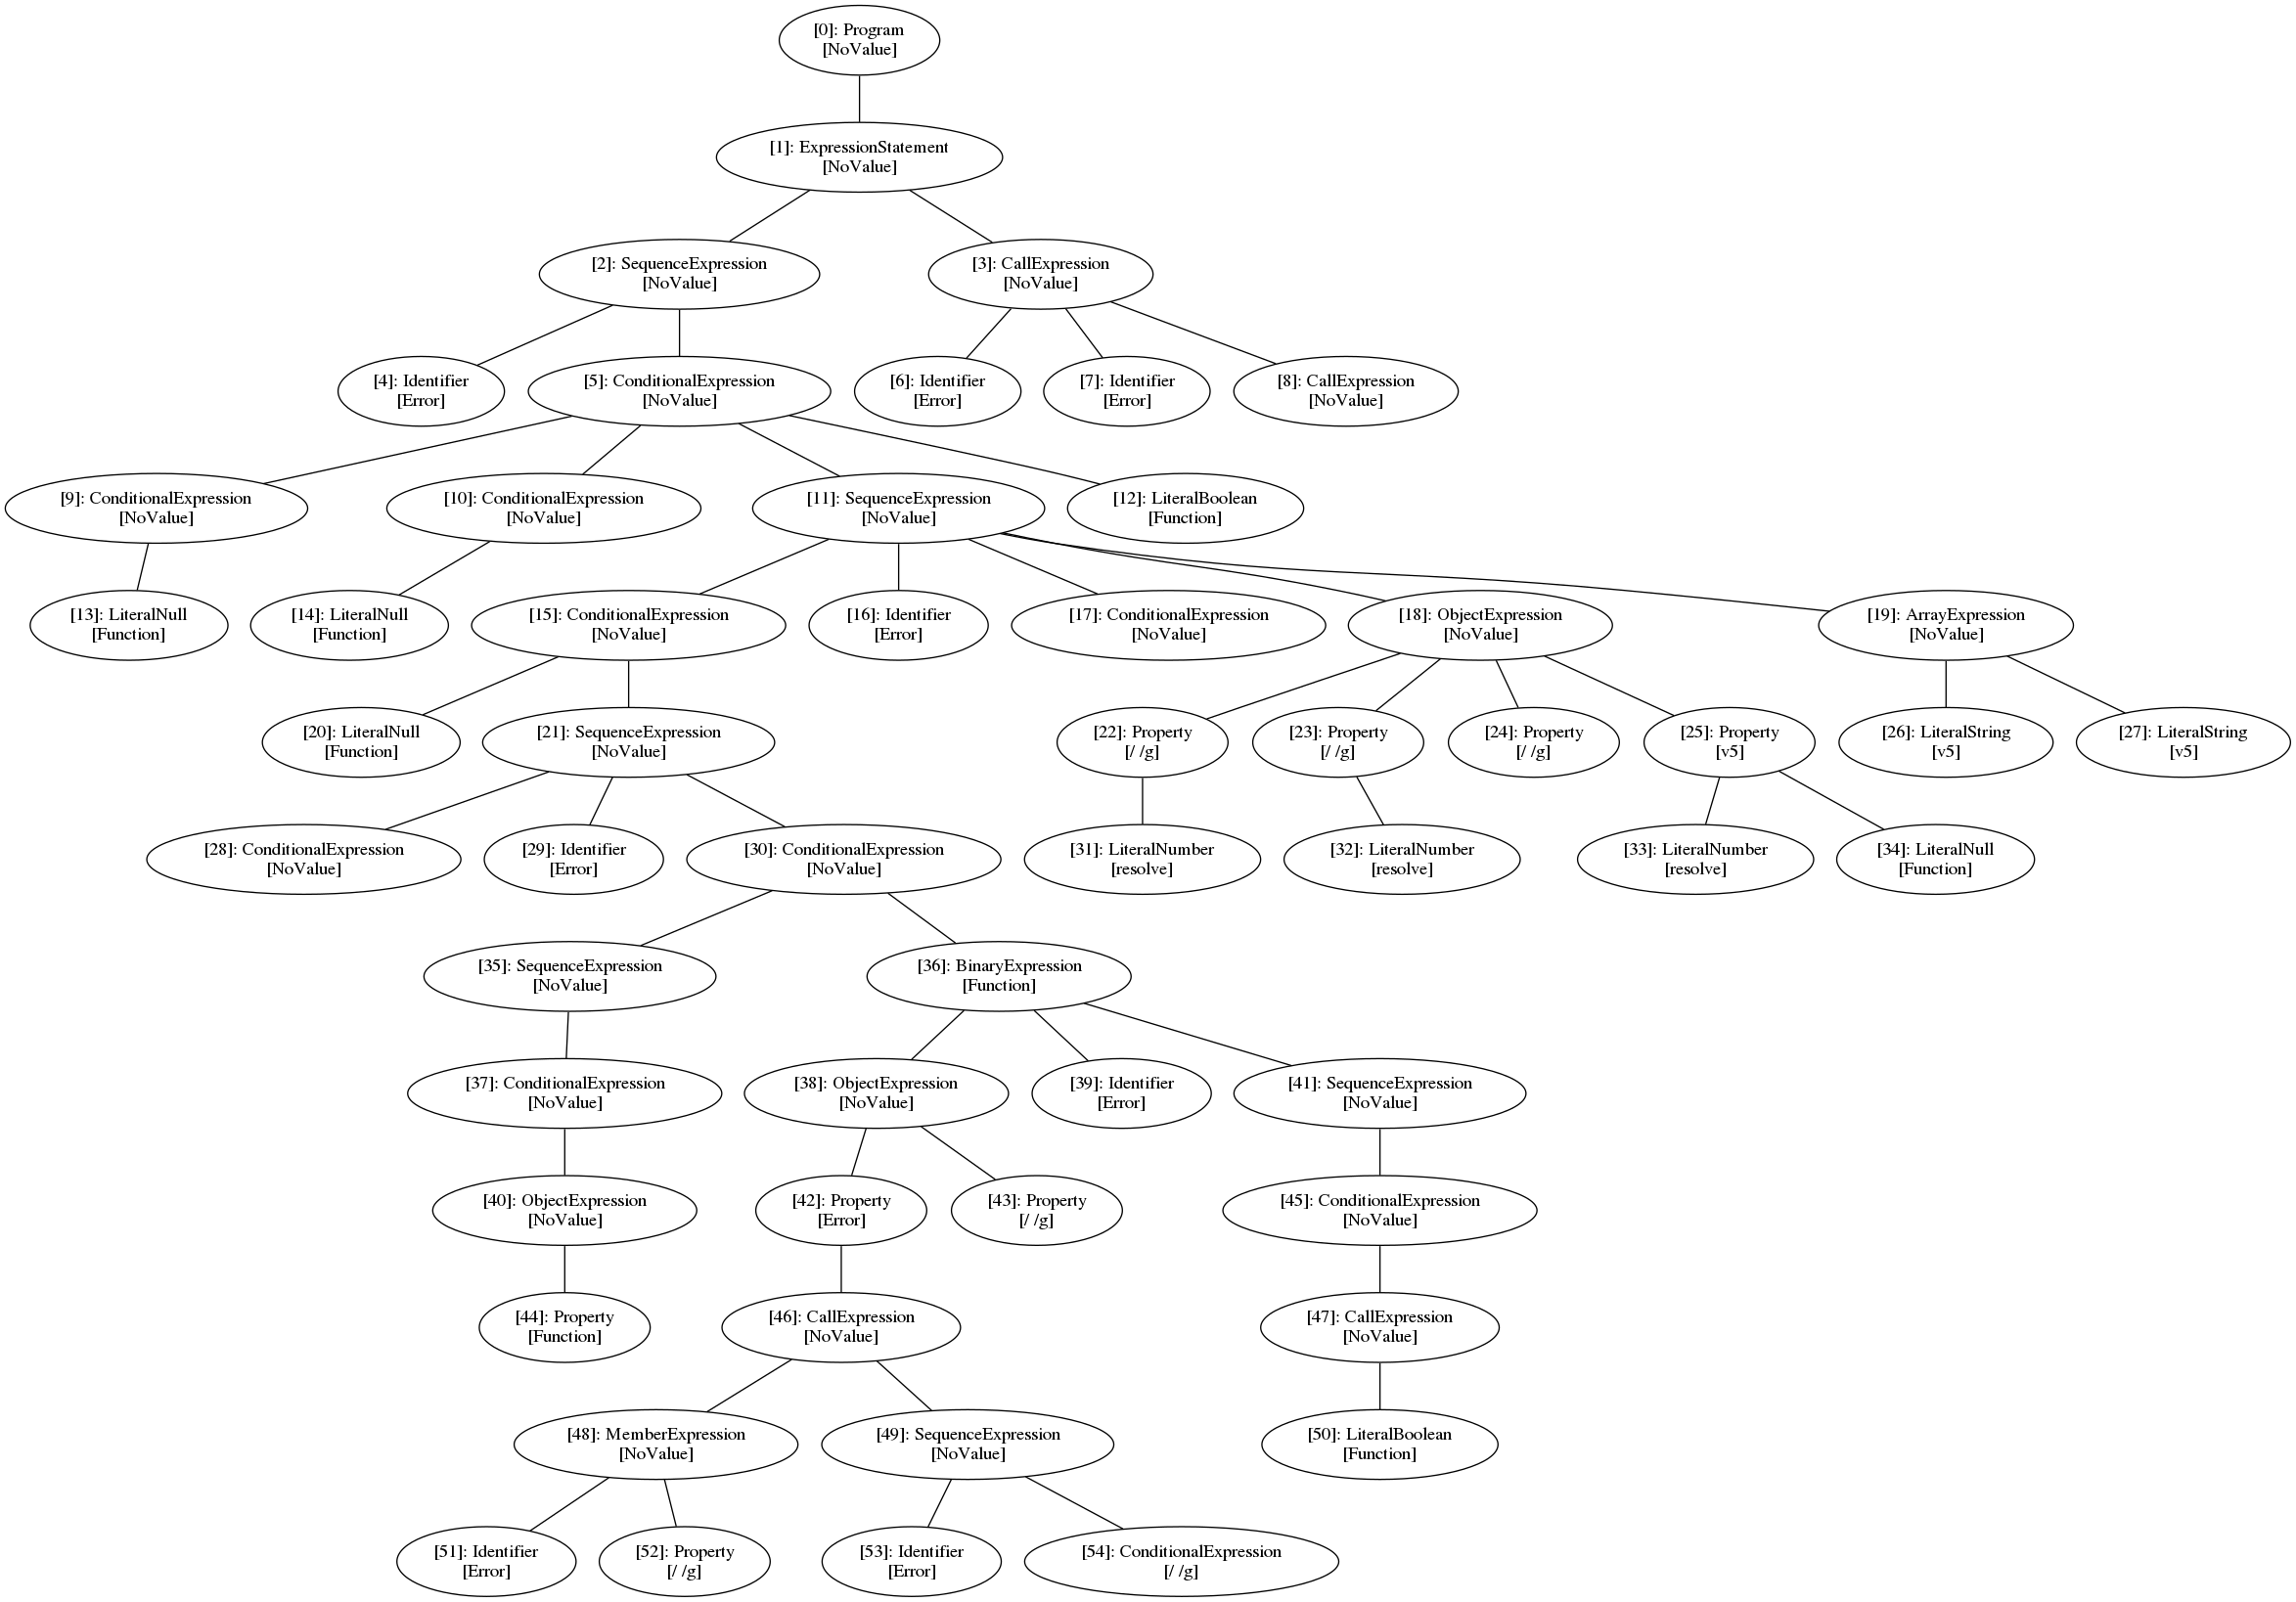 [0]: Program
[NoValue]
[1]: ExpressionStatement
[NoValue]
[2]: SequenceExpression
[NoValue]
[3]: CallExpression
[NoValue]
[4]: Identifier
[Error]
[5]: ConditionalExpression
[NoValue]
[6]: Identifier
[Error]
[7]: Identifier
[Error]
[8]: CallExpression
[NoValue]
[9]: ConditionalExpression
[NoValue]
[10]: ConditionalExpression
[NoValue]
[11]: SequenceExpression
[NoValue]
[12]: LiteralBoolean
[Function]
[13]: LiteralNull
[Function]
[14]: LiteralNull
[Function]
[15]: ConditionalExpression
[NoValue]
[16]: Identifier
[Error]
[17]: ConditionalExpression
[NoValue]
[18]: ObjectExpression
[NoValue]
[19]: ArrayExpression
[NoValue]
[20]: LiteralNull
[Function]
[21]: SequenceExpression
[NoValue]
[22]: Property
[/ /g]
[23]: Property
[/ /g]
[24]: Property
[/ /g]
[25]: Property
[v5]
[26]: LiteralString
[v5]
[27]: LiteralString
[v5]
[28]: ConditionalExpression
[NoValue]
[29]: Identifier
[Error]
[30]: ConditionalExpression
[NoValue]
[31]: LiteralNumber
[resolve]
[32]: LiteralNumber
[resolve]
[33]: LiteralNumber
[resolve]
[34]: LiteralNull
[Function]
[35]: SequenceExpression
[NoValue]
[36]: BinaryExpression
[Function]
[37]: ConditionalExpression
[NoValue]
[38]: ObjectExpression
[NoValue]
[39]: Identifier
[Error]
[41]: SequenceExpression
[NoValue]
[40]: ObjectExpression
[NoValue]
[42]: Property
[Error]
[43]: Property
[/ /g]
[45]: ConditionalExpression
[NoValue]
[44]: Property
[Function]
[46]: CallExpression
[NoValue]
[47]: CallExpression
[NoValue]
[48]: MemberExpression
[NoValue]
[49]: SequenceExpression
[NoValue]
[50]: LiteralBoolean
[Function]
[51]: Identifier
[Error]
[52]: Property
[/ /g]
[53]: Identifier
[Error]
[54]: ConditionalExpression
[/ /g]